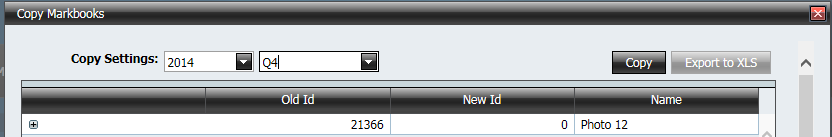 Copy Markbooks
Copy Settings: 2014 Q4 Copy Export to XLS
Old Id New Id Name
21366 0 Photo 12